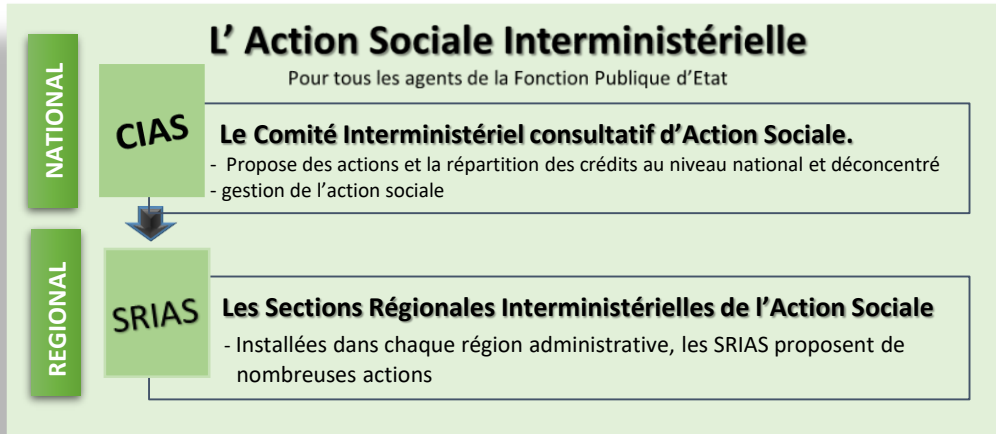 L' Action Sociale Interministérielle
Pour tous les agents de la Fonction Publique d'Etat
NATIONAL
CIAS
Le Comité Interministériel consultatif d'Action Sociale.
- Propose des actions et la répartition des crédits au niveau national et déconcentré
- gestion de l'action sociale
REGIONAL
SRIAS
Les Sections Régionales Interministérielles de l'Action Sociale
- Installées dans chaque région administrative, les SRIAS proposent de
nombreuses actions